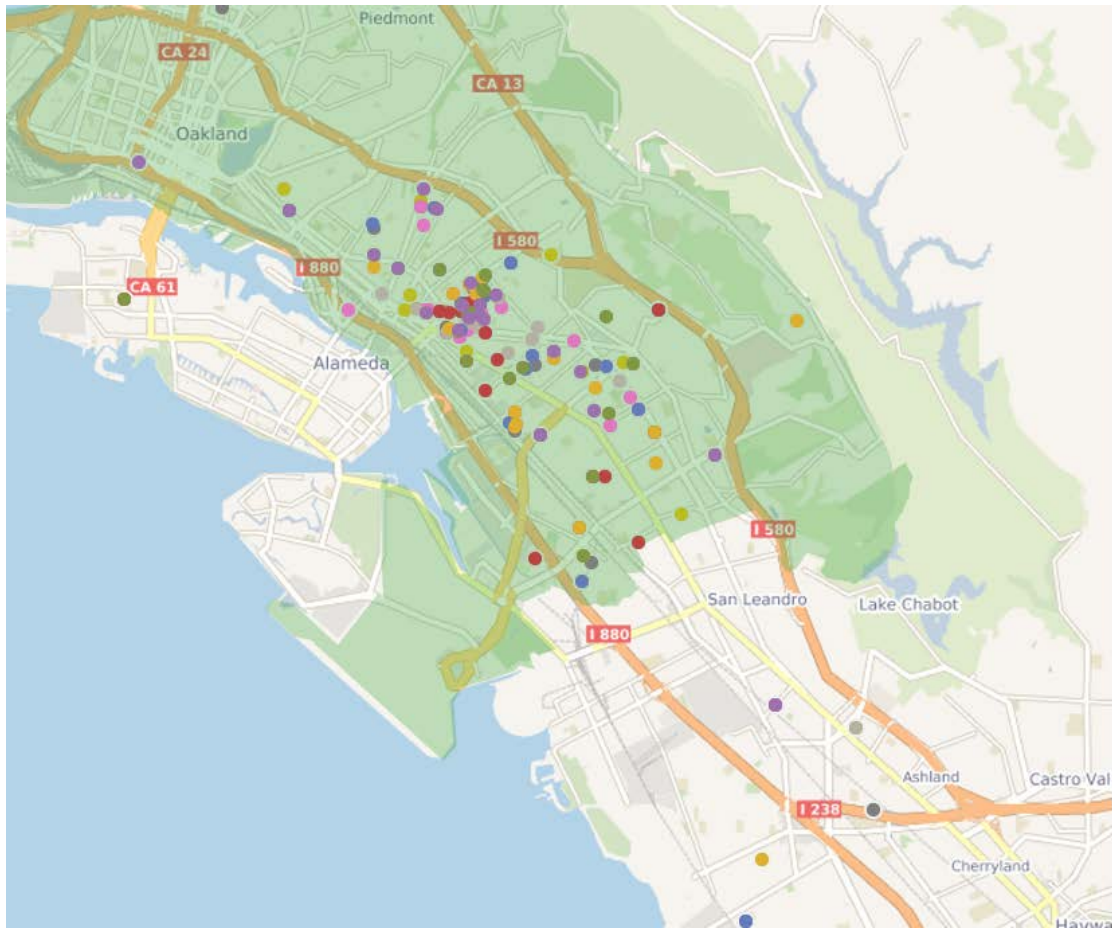 Piedmont
CA 24
CA 13
Oakland
I 580
I 880
CA 61
Alameda
I 580
San Leandro
Lake Chabot
I 880
Ashland
Castro Val
I 238
Cherryland
Haywa